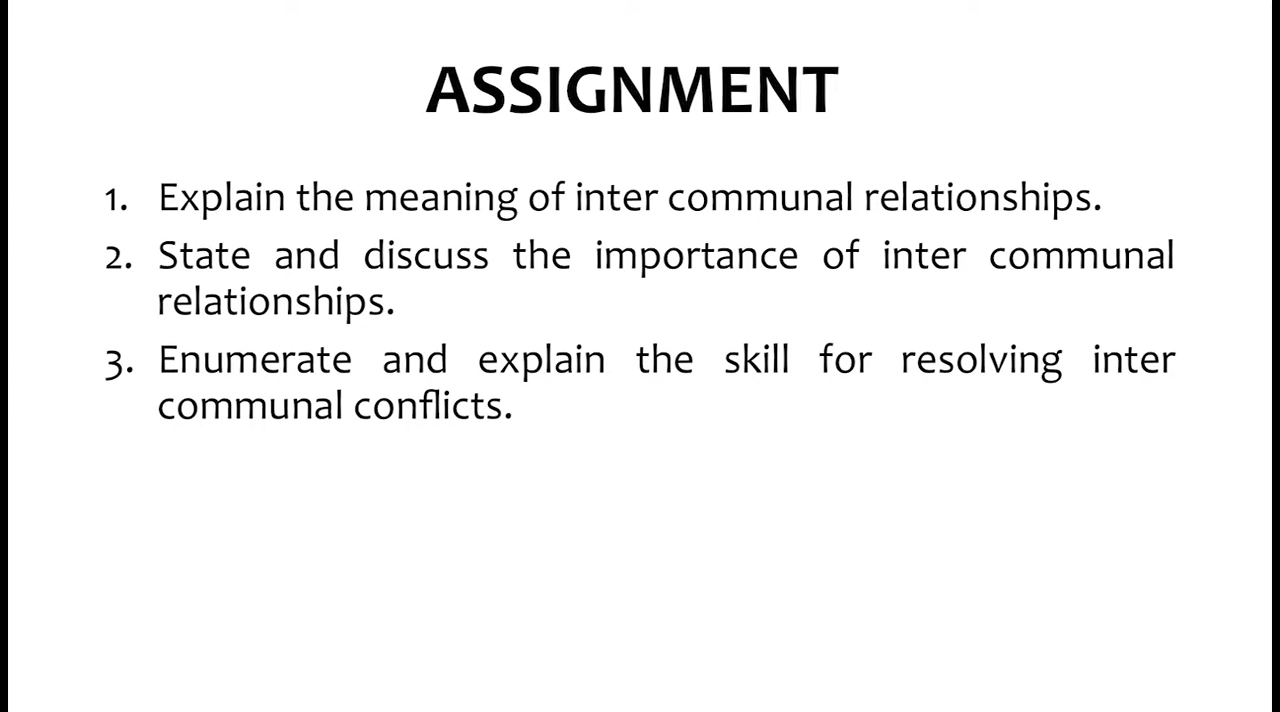 ASSIGNMENT
1. Explain the meaning of inter communal relationships.
2. State and discuss the importance of inter communal
relationships.
3. Enumerate and explain the skill for resolving inter
communal conflicts.